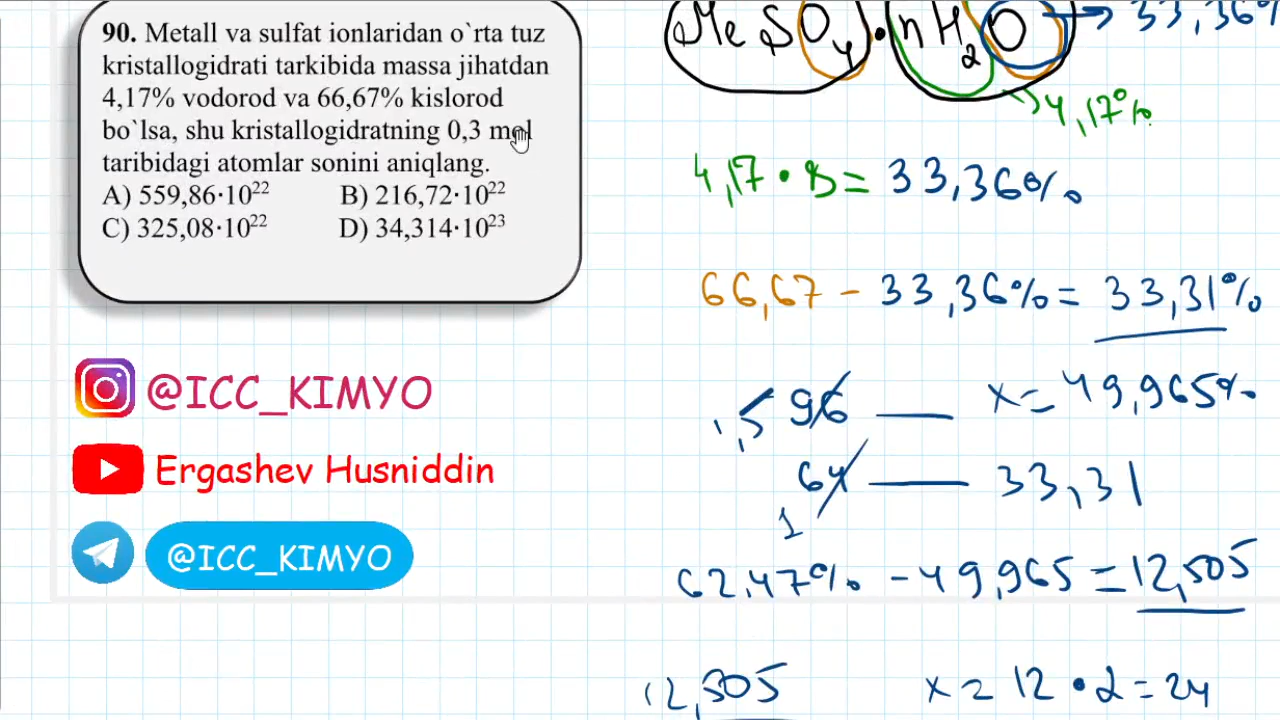 90. Metall va sulfat ionlaridan o`rta tuz
kristallogidrati tarkibida massa jihatdan
4,17% vodorod va 66,67% kislorod
bo`lsa, shu kristallogidratning 0,3 mol
taribidagi atomlar sonini aniqlang.
A) 559,86·10²² B) 216,72·10²²
C) 325,08·10²² D) 34,314·10²³
@ICC_KIMYO
Ergashev Husniddin
@ICC_KIMYO
MeSO₄·nH₂O → 33,36%
4,17%
4,17·8=33,36%
66,67 - 33,36% = 33,31%
1,5 96 — x=49,965%
64 — 33,31
1
62,47% - 49,965 = 12,505
12,505 x=12·2=24